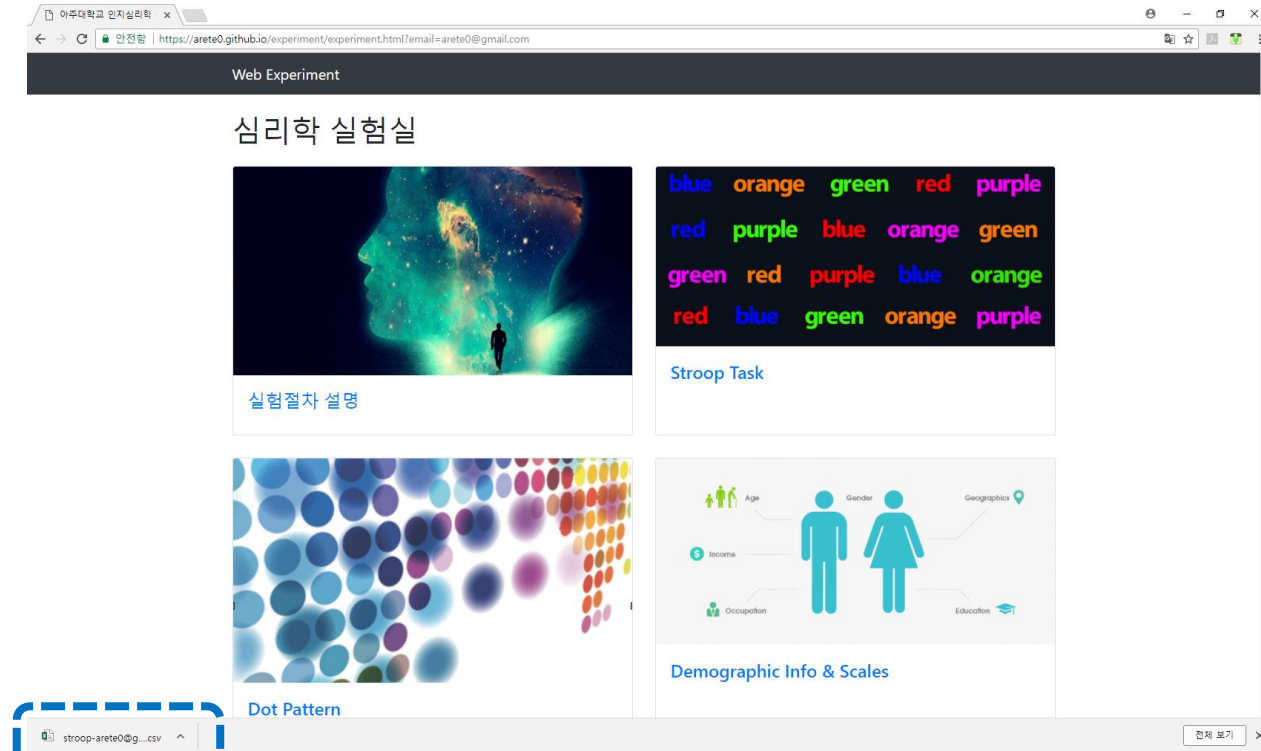 아주대학교 인지심리학
안전함 | https://arete0.github.io/experiment/experiment.html?email=arete0@gmail.com
Web Experiment
심리학 실험실
blue orange green red purple
red purple blue orange green
green red purple blue orange
red blue green orange purple
실험절차 설명
Stroop Task
Age
Gender
Geographics
$ Income
Occupation
Education
Dot Pattern
Demographic Info & Scales
stroop-arete0@g....csv
전체 보기